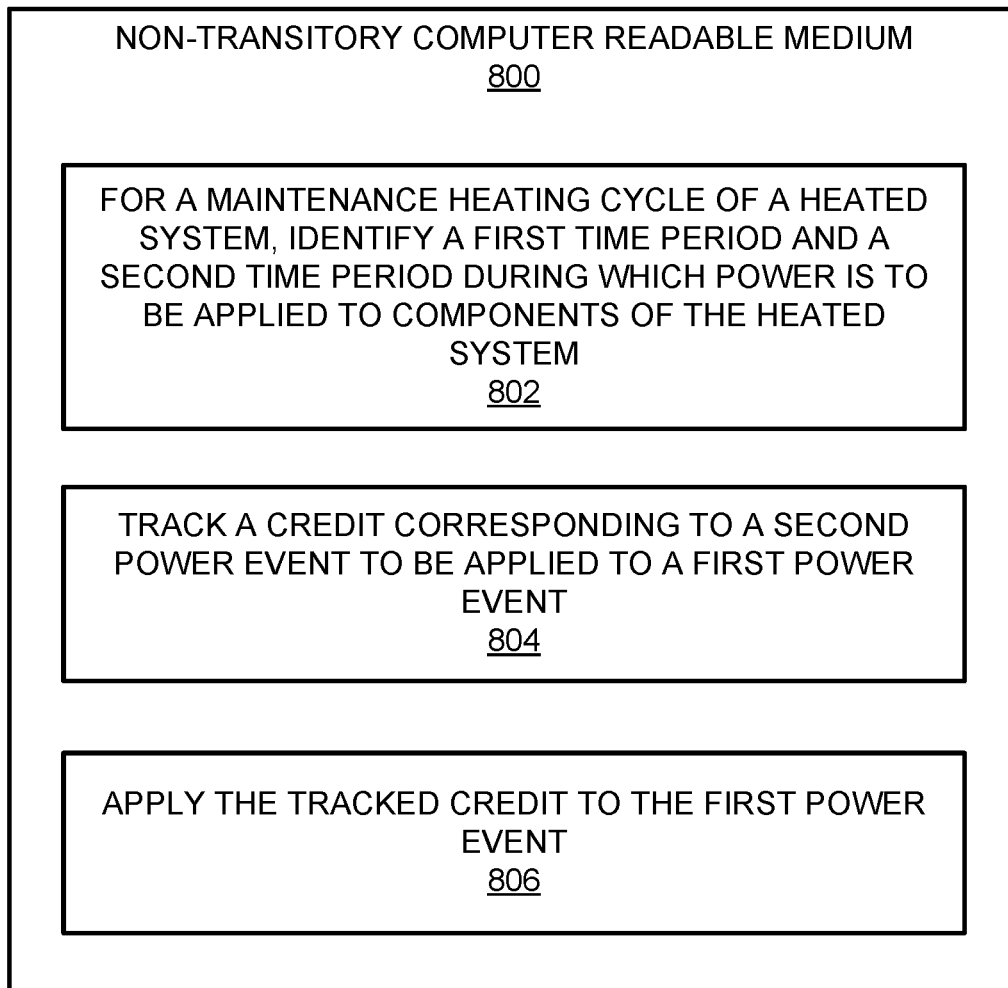 NON-TRANSITORY COMPUTER READABLE MEDIUM
800
FOR A MAINTENANCE HEATING CYCLE OF A HEATED
SYSTEM, IDENTIFY A FIRST TIME PERIOD AND A
SECOND TIME PERIOD DURING WHICH POWER IS TO
BE APPLIED TO COMPONENTS OF THE HEATED
SYSTEM
802
TRACK A CREDIT CORRESPONDING TO A SECOND
POWER EVENT TO BE APPLIED TO A FIRST POWER
EVENT
804
APPLY THE TRACKED CREDIT TO THE FIRST POWER
EVENT
806